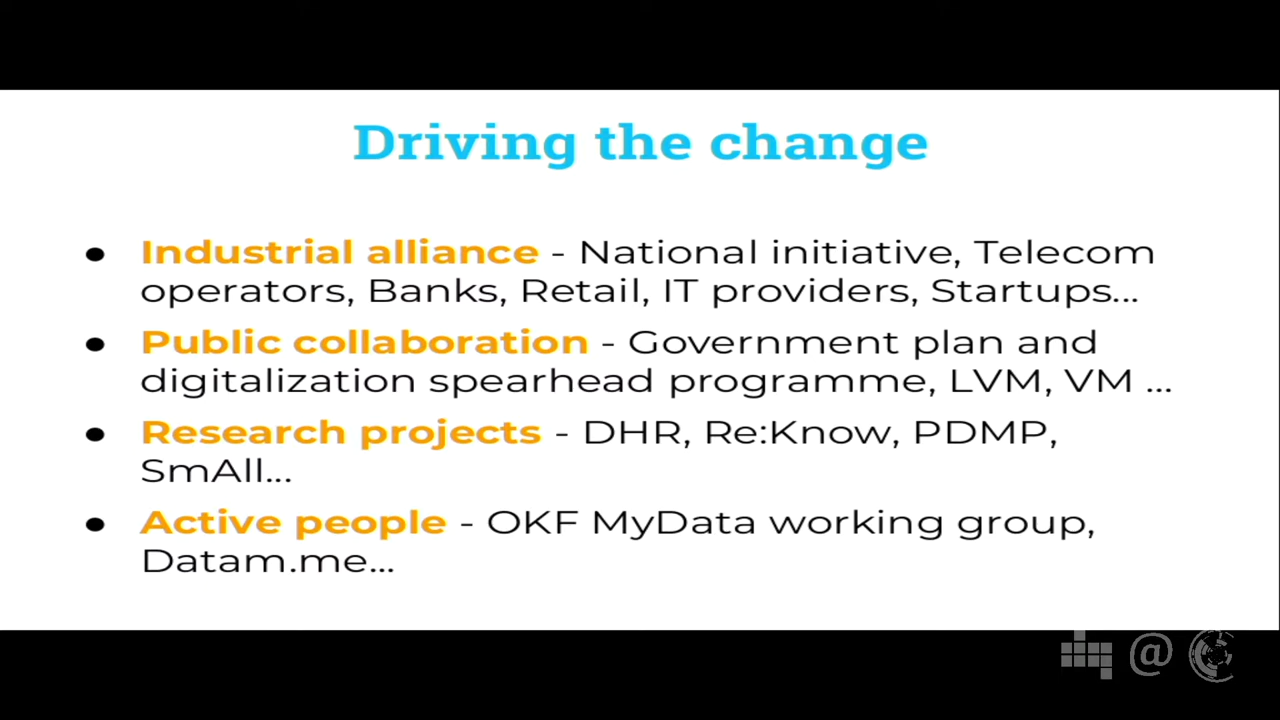 Driving the change
● Industrial alliance - National initiative, Telecom
operators, Banks, Retail, IT providers, Startups...
● Public collaboration - Government plan and
digitalization spearhead programme, LVM, VM ...
● Research projects - DHR, Re:Know, PDMP,
SmAll...
● Active people - OKF MyData working group,
Datam.me...
@